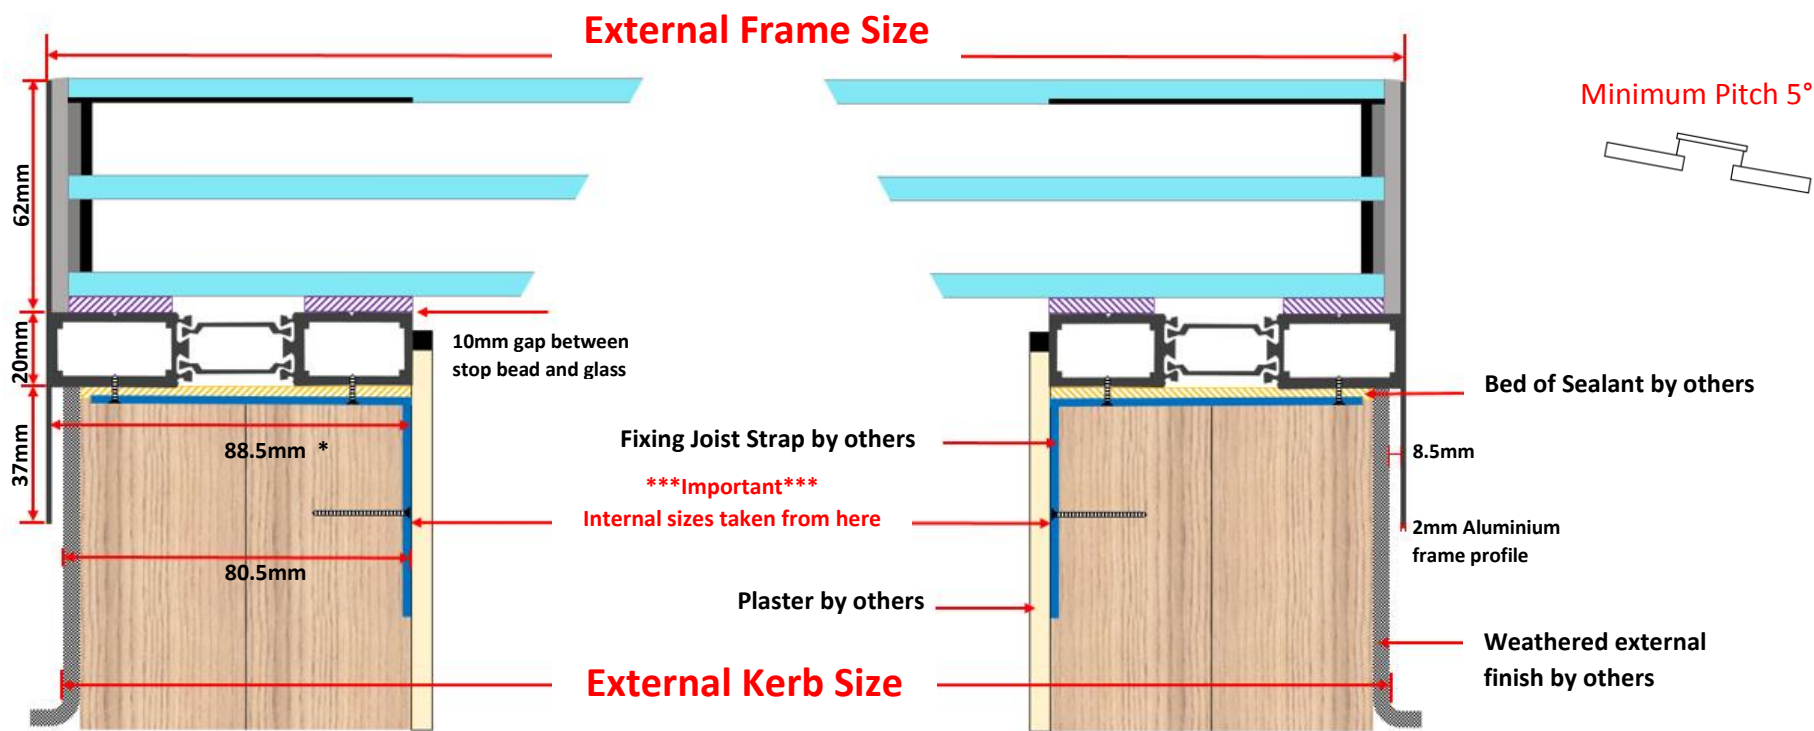 External Frame Size
Minimum Pitch 5°
62mm
20mm
10mm gap between
stop bead and glass
Bed of Sealant by others
37mm
88.5mm *
Fixing Joist Strap by others
8.5mm
***Important***
Internal sizes taken from here
2mm Aluminium
frame profile
80.5mm
Plaster by others
Weathered external
finish by others
External Kerb Size